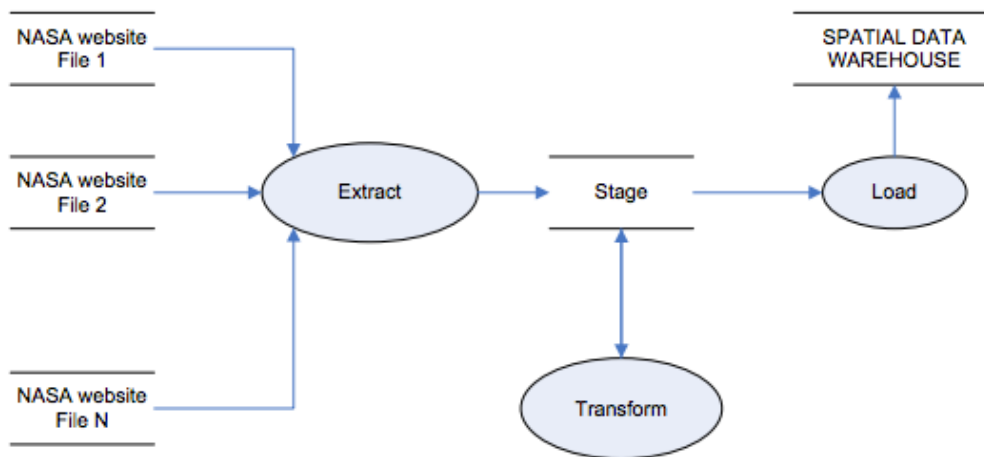 NASA website
File 1
SPATIAL DATA
WAREHOUSE
NASA website
File 2
Extract
Stage
Load
NASA website
File N
Transform